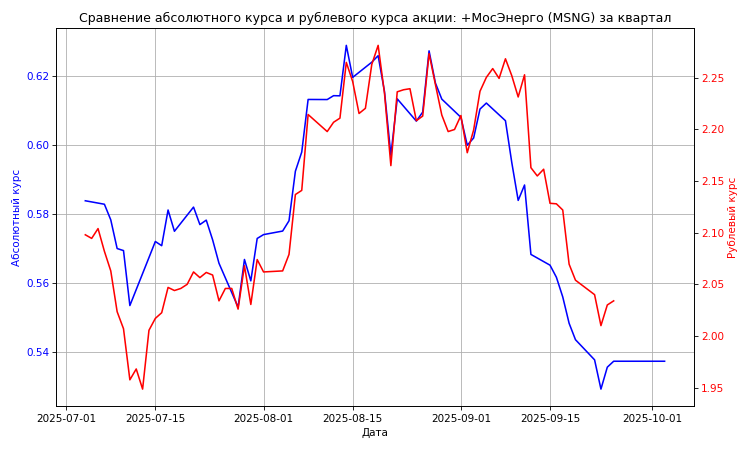 Сравнение абсолютного курса и рублевого курса акции: +МосЭнерго (MSNG) за квартал
Абсолютный курс
0.62
0.60
0.58
0.56
0.54
2.25
2.20
2.15
2.10
2.05
2.00
1.95
Рублевый курс
2025-07-01 2025-07-15 2025-08-01 2025-08-15 2025-09-01 2025-09-15 2025-10-01
Дата